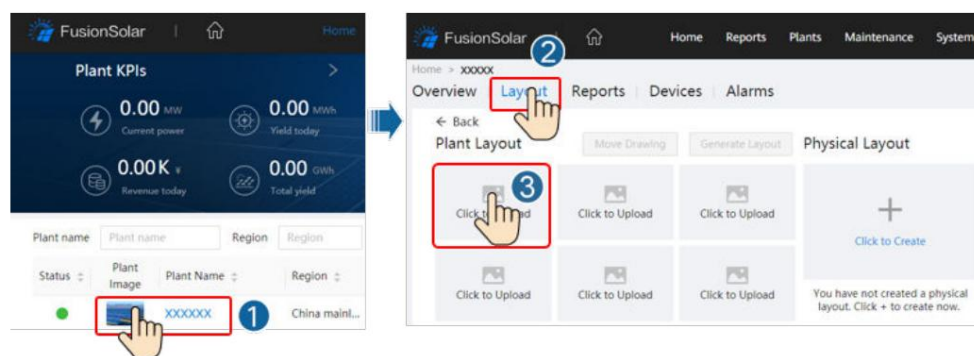 FusionSolar
Home
Plant KPIs >
0.00 MW
Current power
0.00 MWh
Yield today
0.00K ¥
Revenue today
0.00 GWh
Total yield
Plant name Plant name Region Region
Status Plant Image Plant Name Region
XXXXXX 1 China mainl...
FusionSolar
2
Home Reports Plants Maintenance System
Home > XXXXX
Overview Layout Reports Devices Alarms
← Back
Plant Layout Move Drawing Generate Layout Physical Layout
3
Click to Upload Click to Upload Click to Upload
+
Click to Create
Click to Upload Click to Upload Click to Upload
You have not created a physical
layout. Click + to create now.